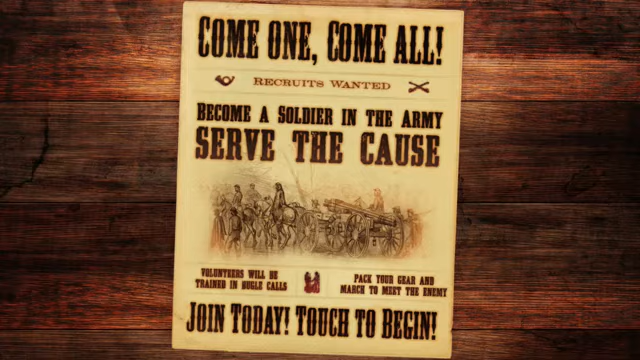 COME ONE, COME ALL!
RECRUITS WANTED
BECOME A SOLDIER IN THE ARMY
SERVE THE CAUSE
VOLUNTEERS WILL BE
TRAINED IN BUGLE CALLS
PACK YOUR GEAR AND
MARCH TO MEET THE ENEMY
JOIN TODAY! TOUCH TO BEGIN!